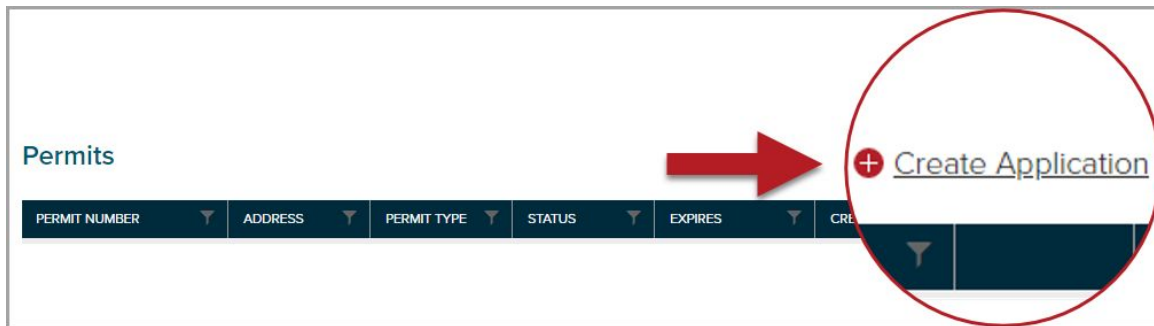 Permits
Create Application
PERMIT NUMBER ADDRESS PERMIT TYPE STATUS EXPIRES